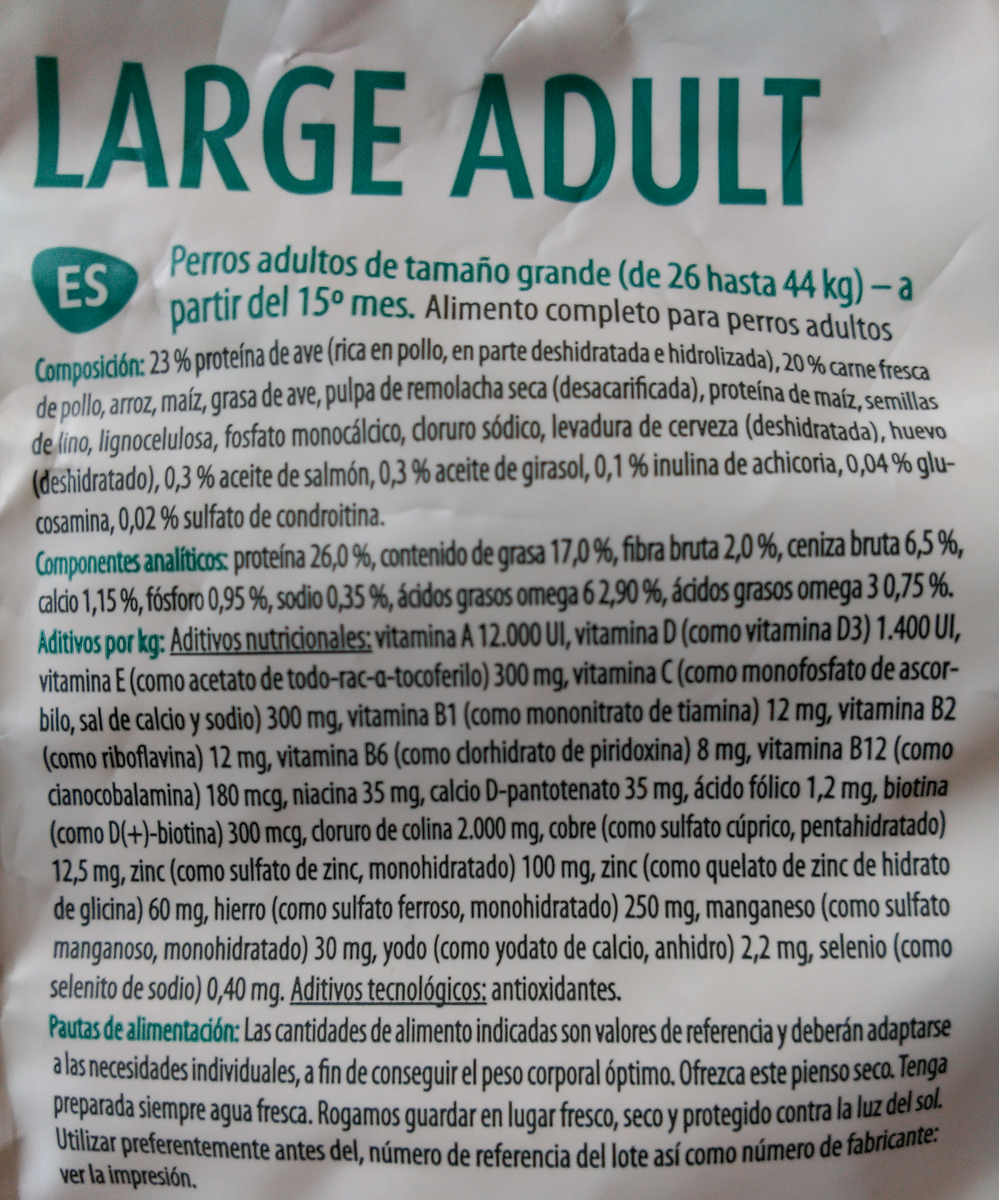 LARGE ADULT
ES
Perros adultos de tamaño grande (de 26 hasta 44 kg) – a
partir del 15º mes. Alimento completo para perros adultos
Composición: 23 % proteína de ave (rica en pollo, en parte deshidratada e hidrolizada), 20 % carne fresca
de pollo, arroz, maíz, grasa de ave, pulpa de remolacha seca (desacarificada), proteína de maíz, semillas
de lino, lignocelulosa, fosfato monocálcico, cloruro sódico, levadura de cerveza (deshidratada), huevo
(deshidratado), 0,3 % aceite de salmón, 0,3 % aceite de girasol, 0,1 % inulina de achicoria, 0,04 % glu-
cosamina, 0,02 % sulfato de condroitina.
Componentes analíticos: proteína 26,0 %, contenido de grasa 17,0 %, fibra bruta 2,0 %, ceniza bruta 6,5 %,
calcio 1,15 %, fósforo 0,95 %, sodio 0,35 %, ácidos grasos omega 6 2,90 %, ácidos grasos omega 3 0,75 %.
Aditivos por kg: Aditivos nutricionales: vitamina A 12.000 UI, vitamina D (como vitamina D3) 1.400 UI,
vitamina E (como acetato de todo-rac-α-tocoferilo) 300 mg, vitamina C (como monofosfato de ascor-
bilo, sal de calcio y sodio) 300 mg, vitamina B1 (como mononitrato de tiamina) 12 mg, vitamina B2
(como riboflavina) 12 mg, vitamina B6 (como clorhidrato de piridoxina) 8 mg, vitamina B12 (como
cianocobalamina) 180 mcg, niacina 35 mg, calcio D-pantotenato 35 mg, ácido fólico 1,2 mg, biotina
(como D(+)-biotina) 300 mcg, cloruro de colina 2.000 mg, cobre (como sulfato cúprico, pentahidratado)
12,5 mg, zinc (como sulfato de zinc, monohidratado) 100 mg, zinc (como quelato de zinc de hidrato
de glicina) 60 mg, hierro (como sulfato ferroso, monohidratado) 250 mg, manganeso (como sulfato
manganoso, monohidratado) 30 mg, yodo (como yodato de calcio, anhidro) 2,2 mg, selenio (como
selenito de sodio) 0,40 mg. Aditivos tecnológicos: antioxidantes.
Pautas de alimentación: Las cantidades de alimento indicadas son valores de referencia y deberán adaptarse
a las necesidades individuales, a fin de conseguir el peso corporal óptimo. Ofrezca este pienso seco. Tenga
preparada siempre agua fresca. Rogamos guardar en lugar fresco, seco y protegido contra la luz del sol.
Utilizar preferentemente antes del, número de referencia del lote así como número de fabricante:
ver la impresión.